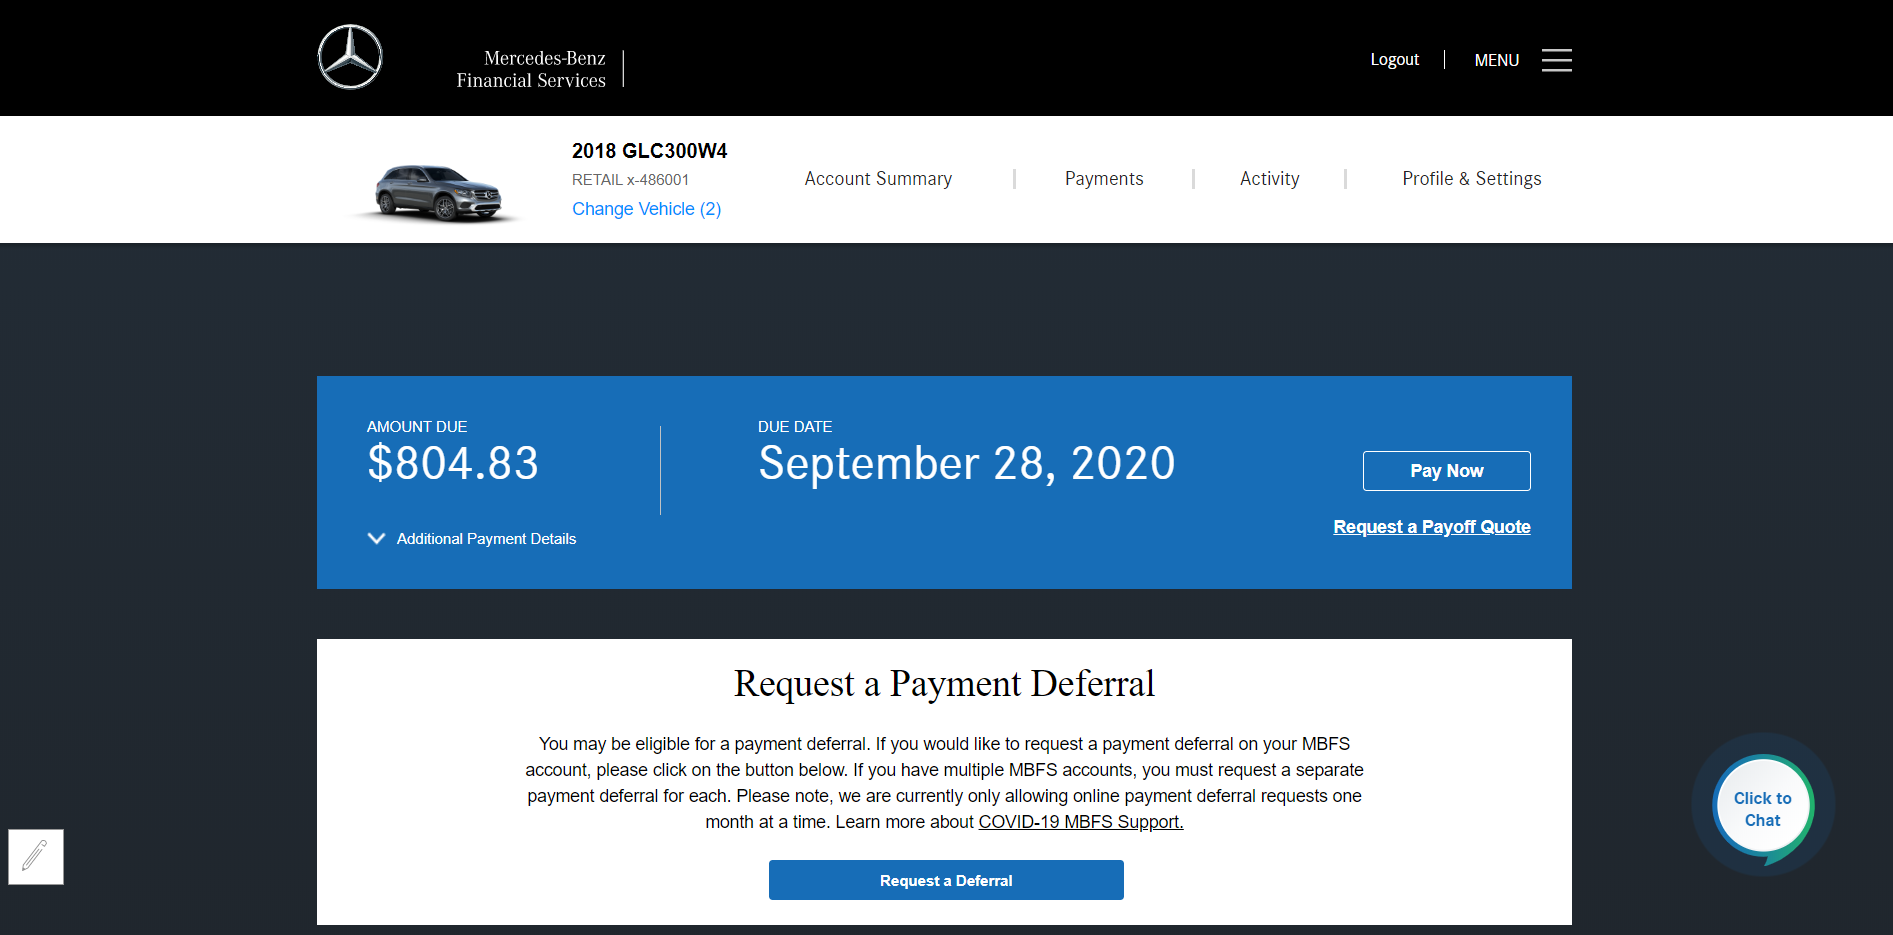 Mercedes-Benz
Financial Services
Logout
MENU
2018 GLC300W4
RETAIL x-486001
Change Vehicle (2)
Account Summary
Payments
Activity
Profile & Settings
AMOUNT DUE
$804.83
Additional Payment Details
DUE DATE
September 28, 2020
Pay Now
Request a Payoff Quote
Request a Payment Deferral
You may be eligible for a payment deferral. If you would like to request a payment deferral on your MBFS
account, please click on the button below. If you have multiple MBFS accounts, you must request a separate
payment deferral for each. Please note, we are currently only allowing online payment deferral requests one
month at a time. Learn more about COVID-19 MBFS Support.
Request a Deferral
Click to
Chat